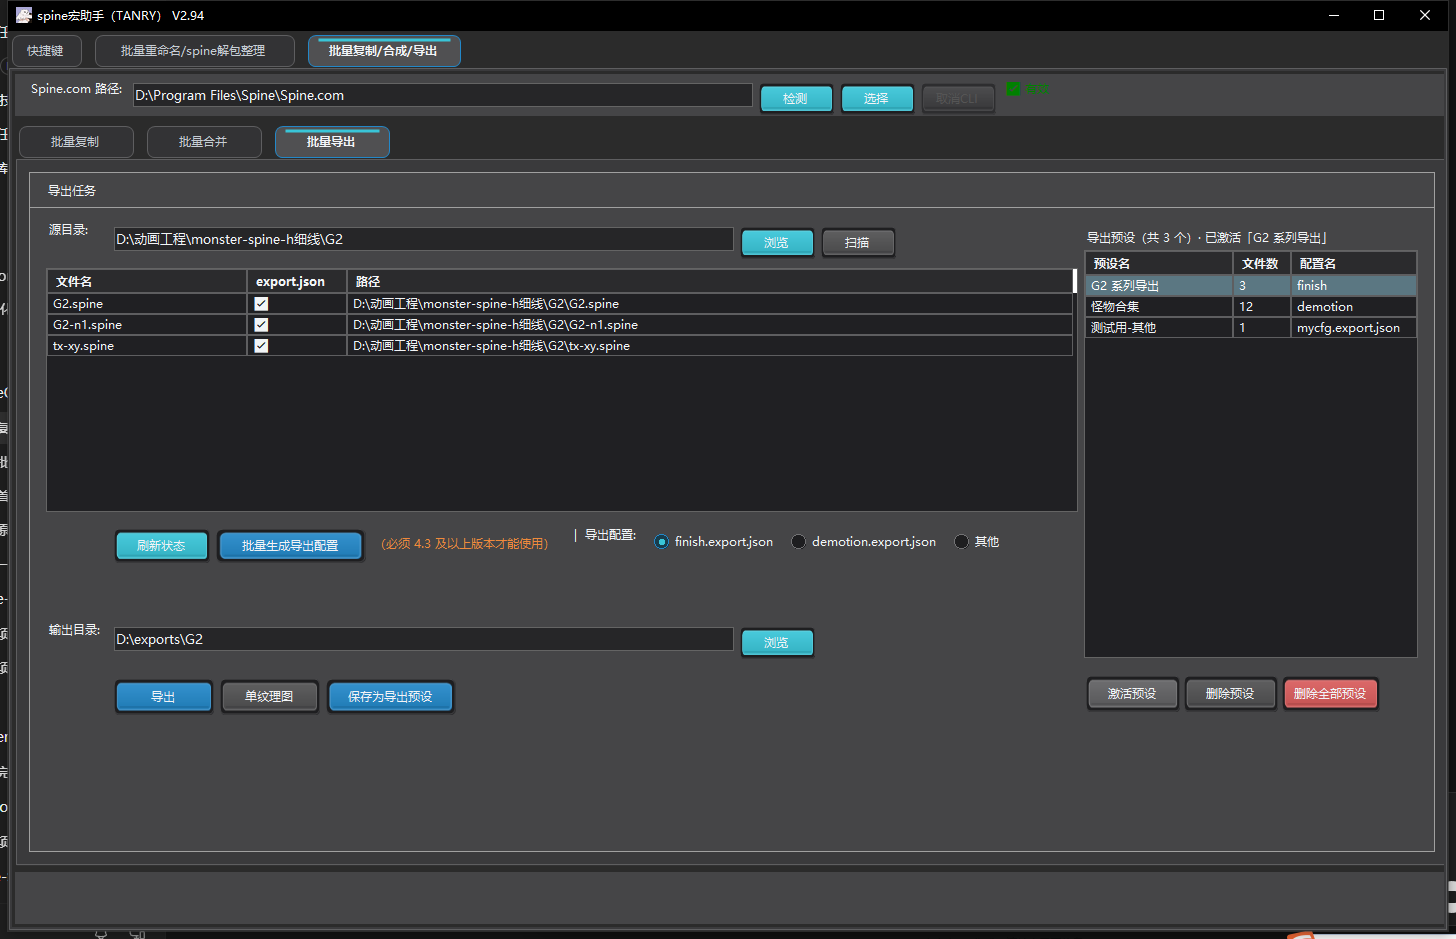 spine宏助手（TANRY） V2.94
快捷键 批量重命名/spine解包整理 批量复制/合成/导出
Spine.com 路径: D:\Program Files\Spine\Spine.com 检测 选择 取消CLI 有效
批量复制 批量合并 批量导出
导出任务
源目录: D:\动画工程\monster-spine-h细线\G2 浏览 扫描
文件名 export.json 路径
G2.spine D:\动画工程\monster-spine-h细线\G2\G2.spine
G2-n1.spine D:\动画工程\monster-spine-h细线\G2\G2-n1.spine
tx-xy.spine D:\动画工程\monster-spine-h细线\G2\tx-xy.spine
刷新状态 批量生成导出配置 (必须 4.3 及以上版本才能使用) | 导出配置: finish.export.json demotion.export.json 其他
输出目录: D:\exports\G2 浏览
导出 单纹理图 保存为导出预设
导出预设（共 3 个）· 已激活「G2 系列导出」
预设名 文件数 配置名
G2 系列导出 3 finish
怪物合集 12 demotion
测试用-其他 1 mycfg.export.json
激活预设 删除预设 删除全部预设